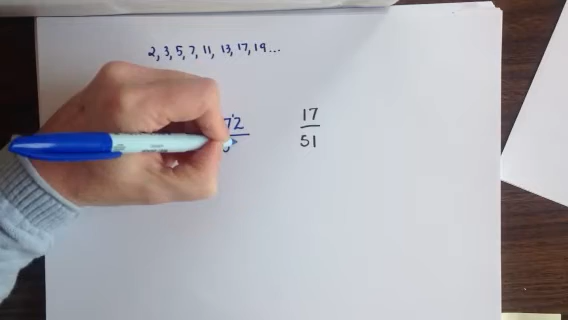 2, 3, 5, 7, 11, 13, 17, 19...
72
17
51